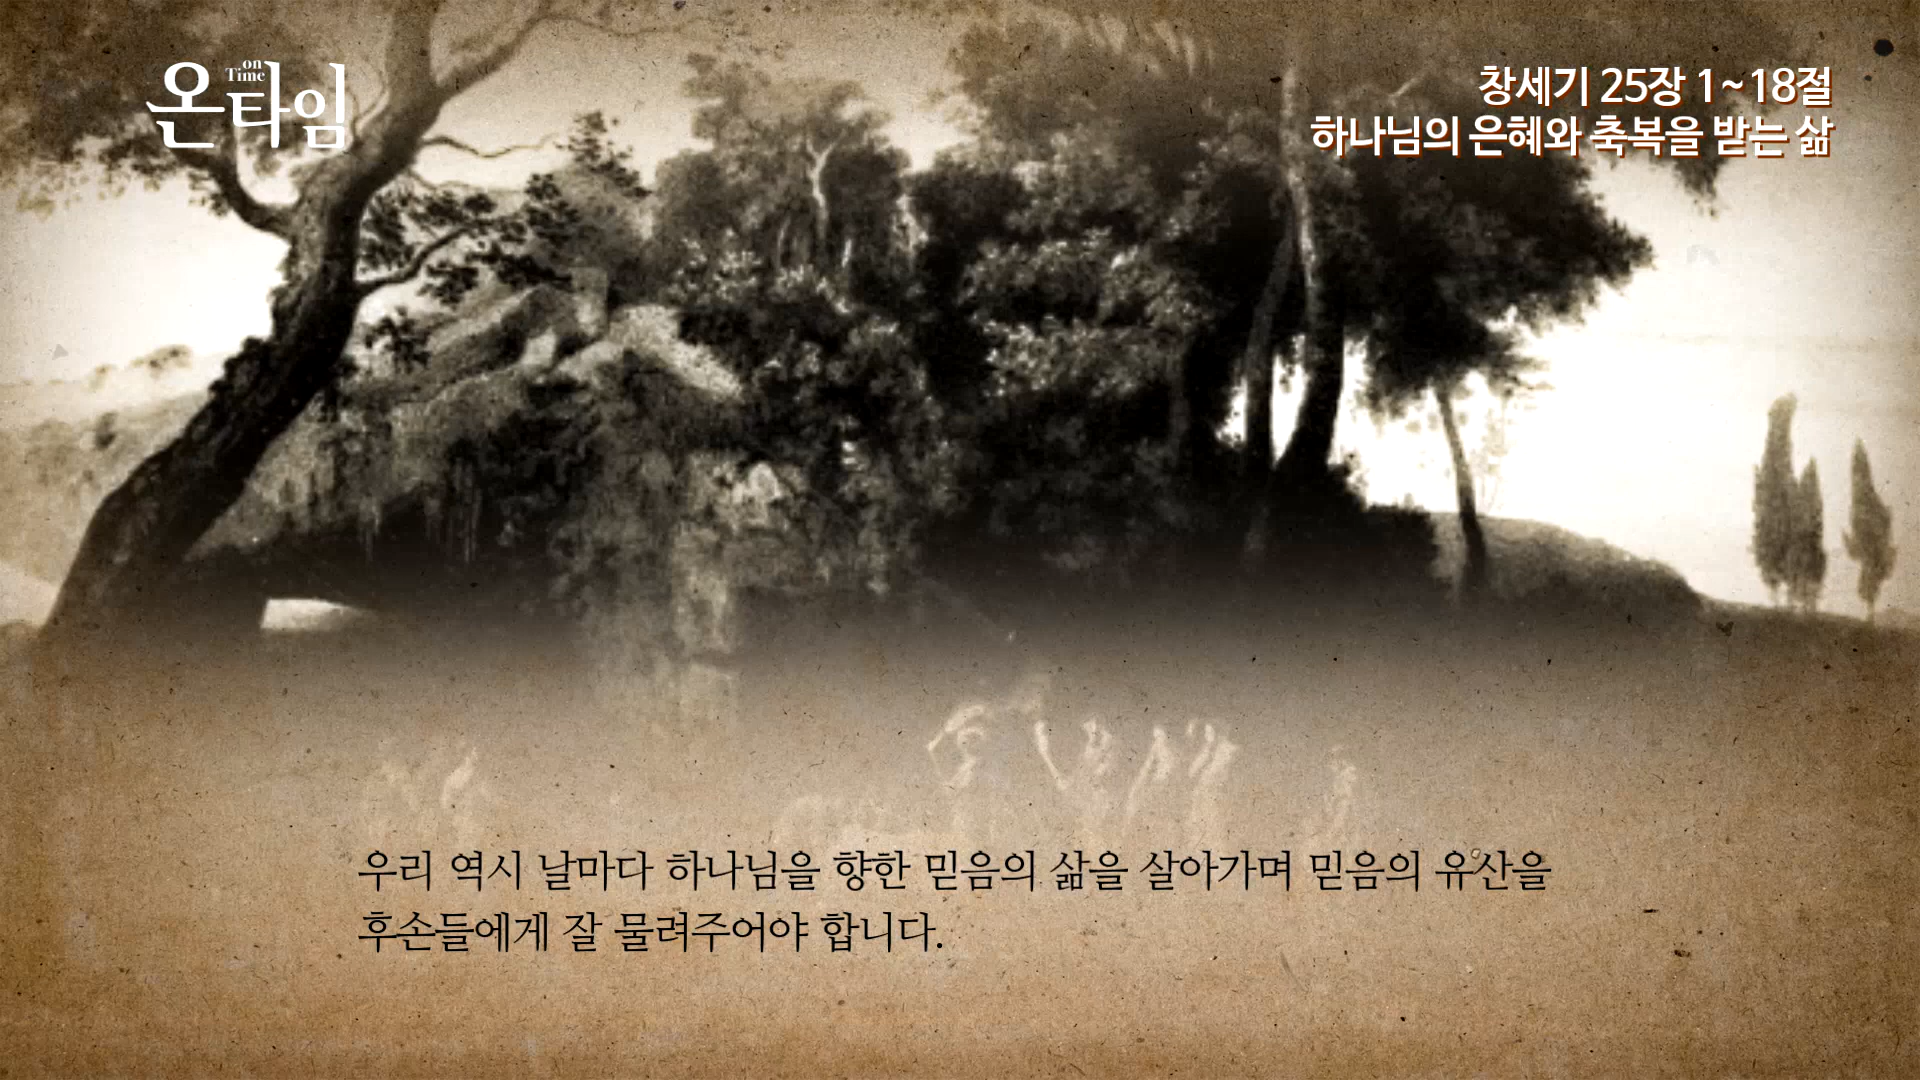 온타임
on
Time
창세기 25장 1~18절
하나님의 은혜와 축복을 받는 삶
우리 역시 날마다 하나님을 향한 믿음의 삶을 살아가며 믿음의 유산을
후손들에게 잘 물려주어야 합니다.